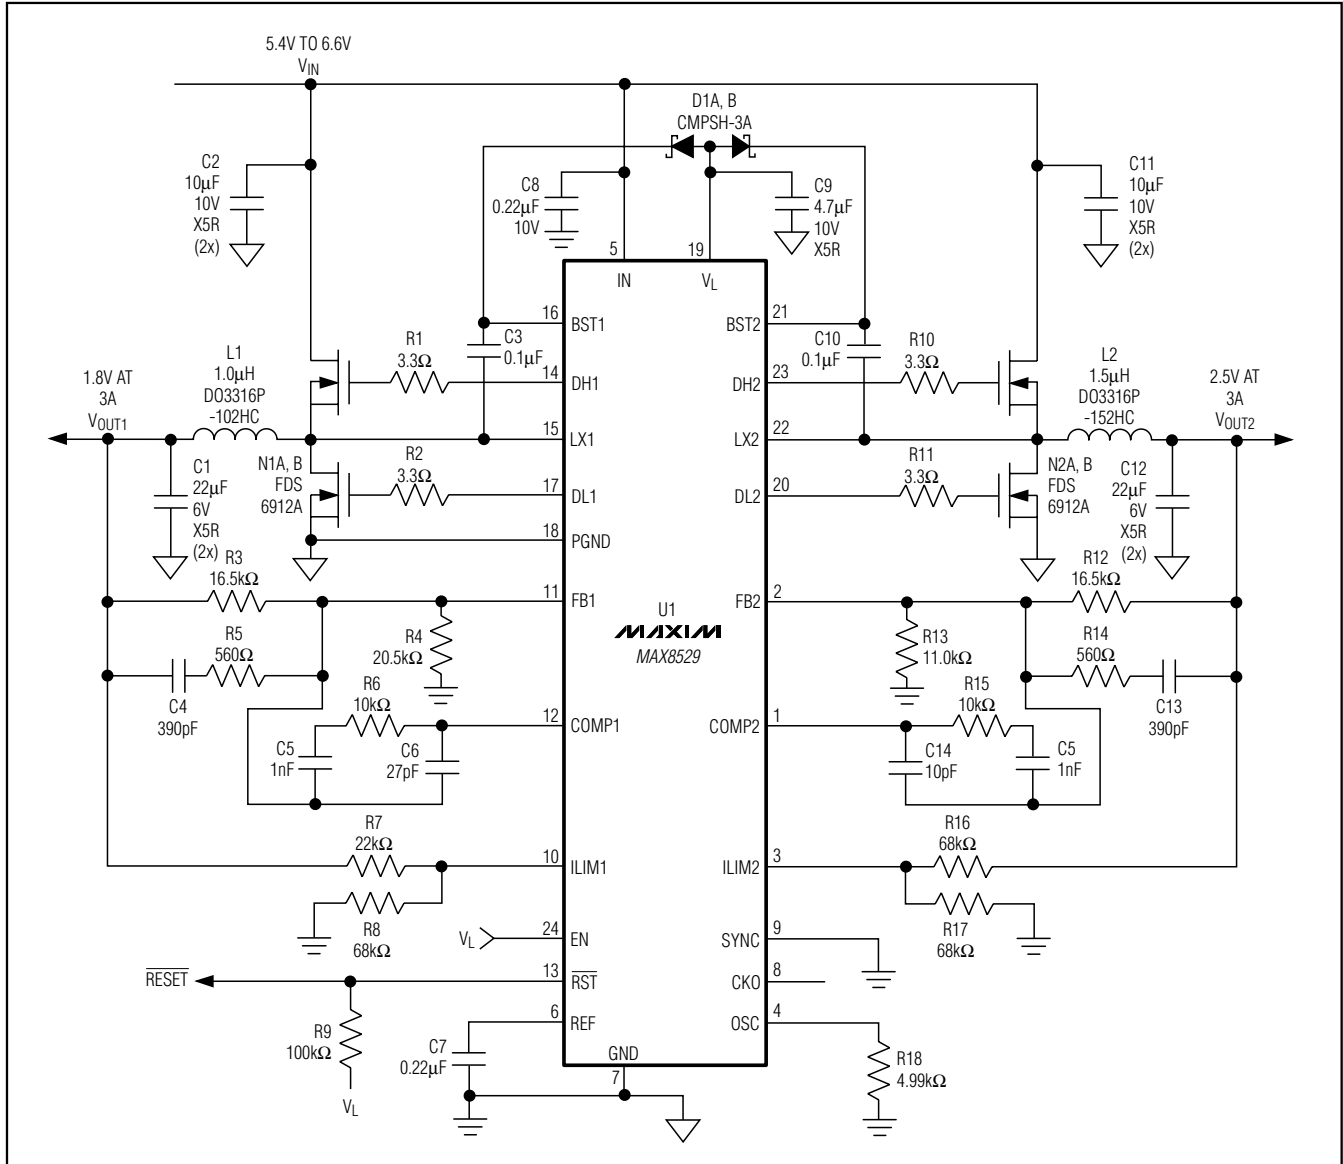 5.4V TO 6.6V
VIN
D1A, B
CMPSH-3A
C2
10µF
10V
X5R
(2x)
C8
0.22µF
10V
C9
4.7µF
10V
X5R
C11
10µF
10V
X5R
(2x)
5
IN
19
VL
16
BST1
BST2
21
C3
0.1µF
C10
0.1µF
R1
3.3Ω
14
DH1
DH2
23
R10
3.3Ω
L1
1.0µH
DO3316P
-102HC
L2
1.5µH
DO3316P
-152HC
1.8V AT
3A
VOUT1
2.5V AT
3A
VOUT2
15
LX1
LX2
22
C1
22µF
6V
X5R
(2x)
N1A, B
FDS
6912A
R2
3.3Ω
17
DL1
DL2
20
R11
3.3Ω
N2A, B
FDS
6912A
C12
22µF
6V
X5R
(2x)
18
PGND
R3
16.5kΩ
11
FB1
FB2
2
R12
16.5kΩ
U1
MAXIM
MAX8529
R5
560Ω
R4
20.5kΩ
R13
11.0kΩ
R14
560Ω
C4
390pF
C13
390pF
R6
10kΩ
12
COMP1
COMP2
1
R15
10kΩ
C5
1nF
C6
27pF
C14
10pF
C5
1nF
R7
22kΩ
10
ILIM1
ILIM2
3
R16
68kΩ
R8
68kΩ
R17
68kΩ
VL
24
EN
SYNC
9
RESET
13
RST
CKO
8
6
REF
OSC
4
R9
100kΩ
VL
C7
0.22µF
GND
7
R18
4.99kΩ